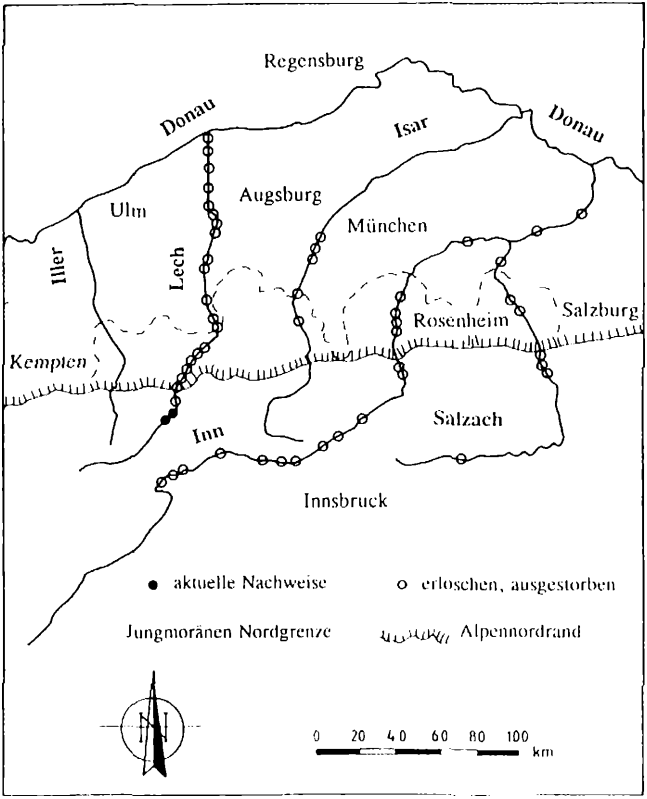 Regensburg
Donau
Isar
Donau
Ulm
Augsburg
München
Iller
Lech
Kempten
Rosenheim
Salzburg
Inn
Salzach
Innsbruck
aktuelle Nachweise
erloschen, ausgestorben
Jungmoränen Nordgrenze
Alpennordrand
N
0 20 40 60 80 100
km